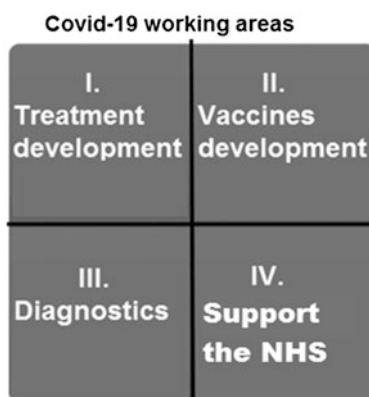 Covid-19 working areas
I.
Treatment
development
II.
Vaccines
development
III.
Diagnostics
IV.
Support
the NHS